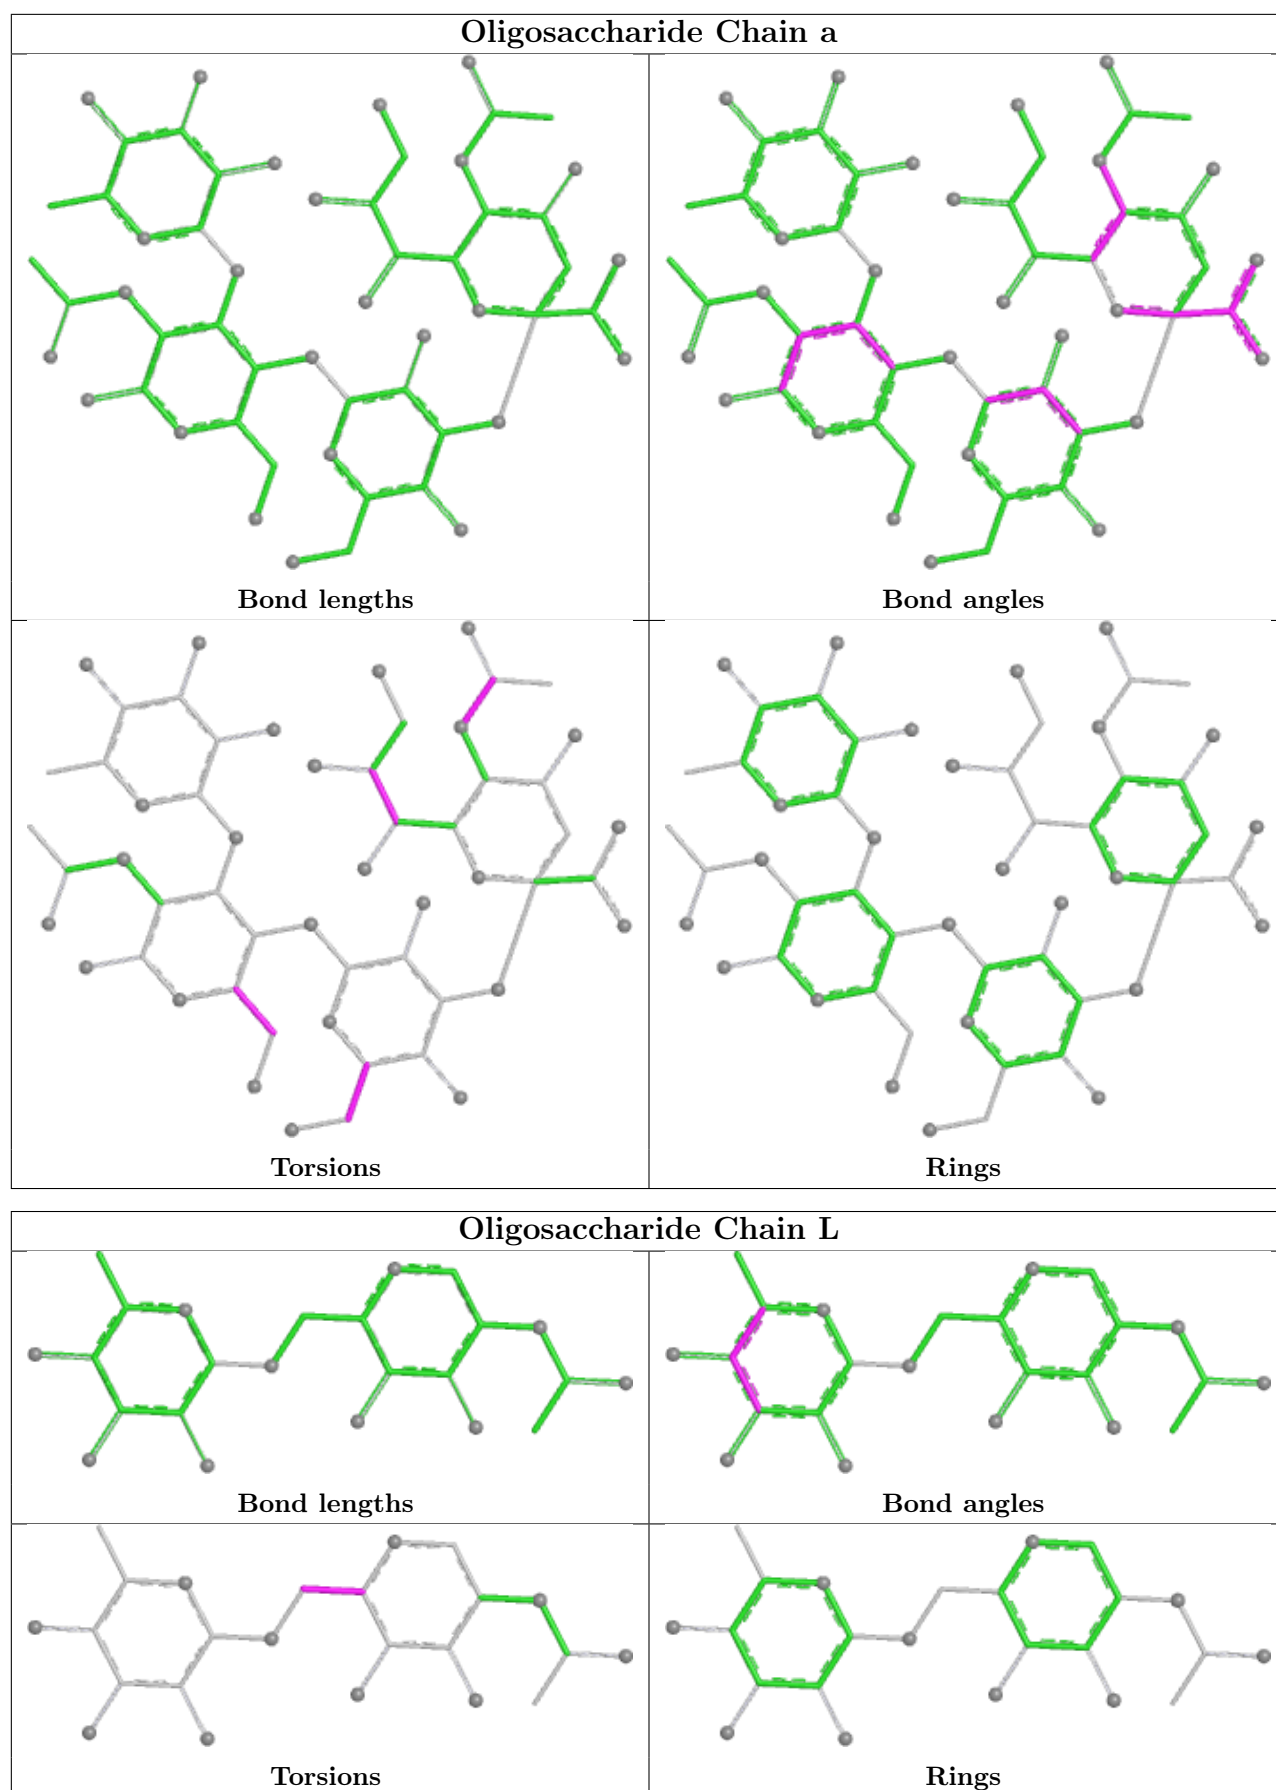 Oligosaccharide Chain a
Bond lengths
Bond angles
Torsions
Rings
Oligosaccharide Chain L
Bond lengths
Bond angles
Torsions
Rings